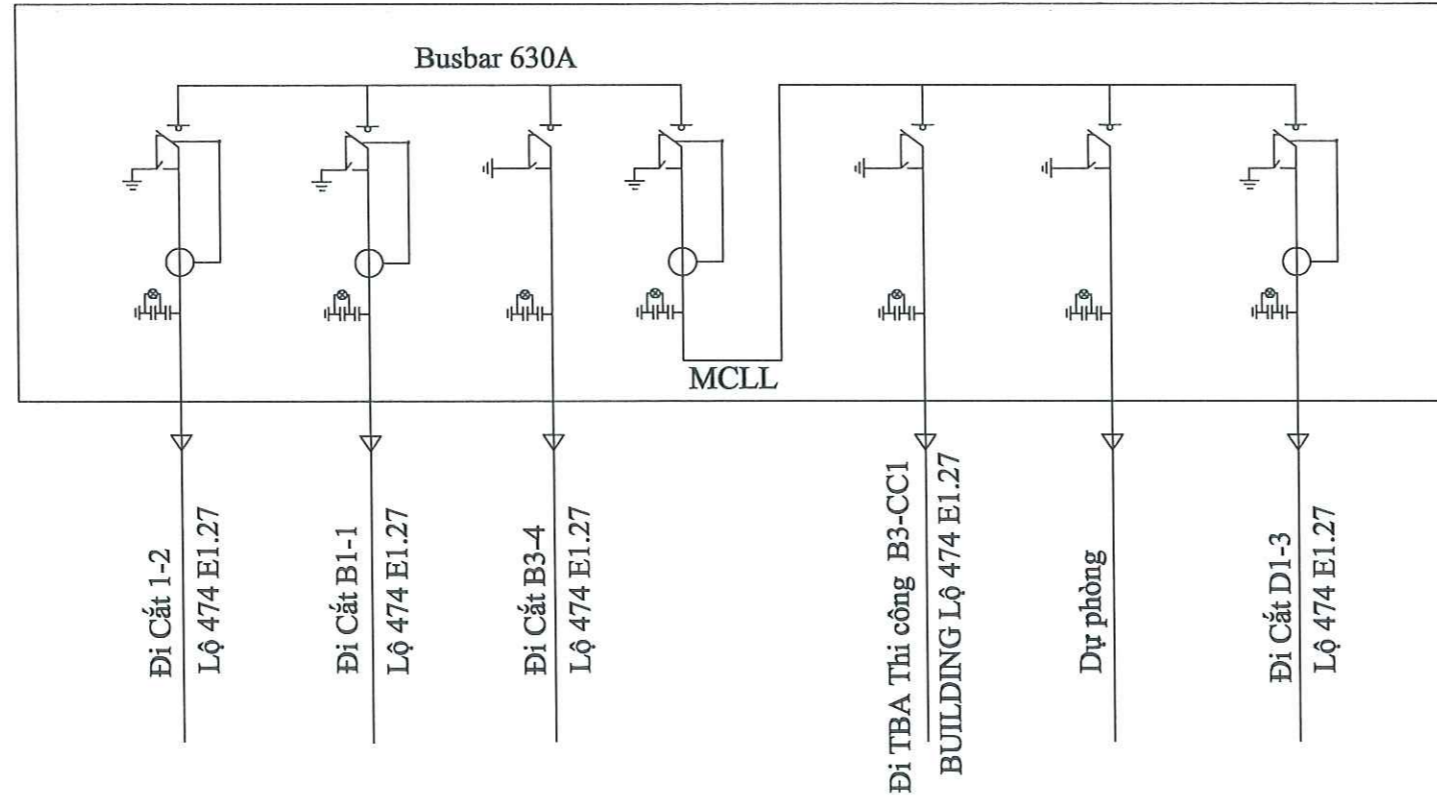 Busbar 630A
MCLL
Đi Cắt 1-2
Lộ 474 E1.27
Đi Cắt B1-1
Lộ 474 E1.27
Đi Cắt B3-4
Lộ 474 E1.27
Đi TBA Thi công B3-CC1
BUILDING Lộ 474 E1.27
Dự phòng
Đi Cắt D1-3
Lộ 474 E1.27